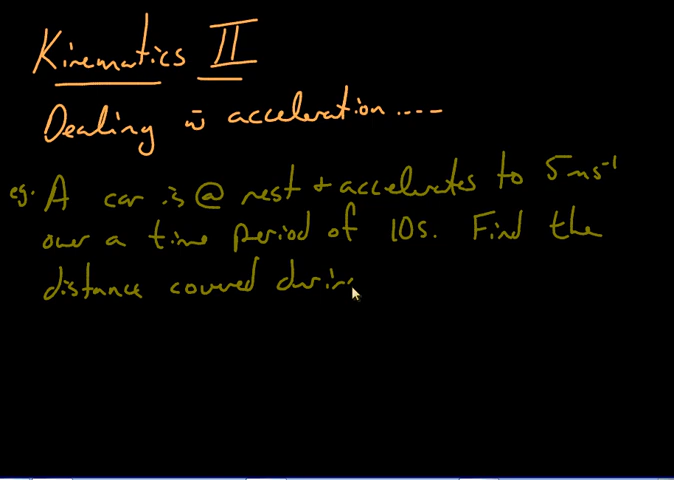 Kinematics II
Dealing w̄ acceleration....
eg. A car is @ rest + accelerates to 5ms⁻¹
over a time period of 10s. Find the
distance covered durin